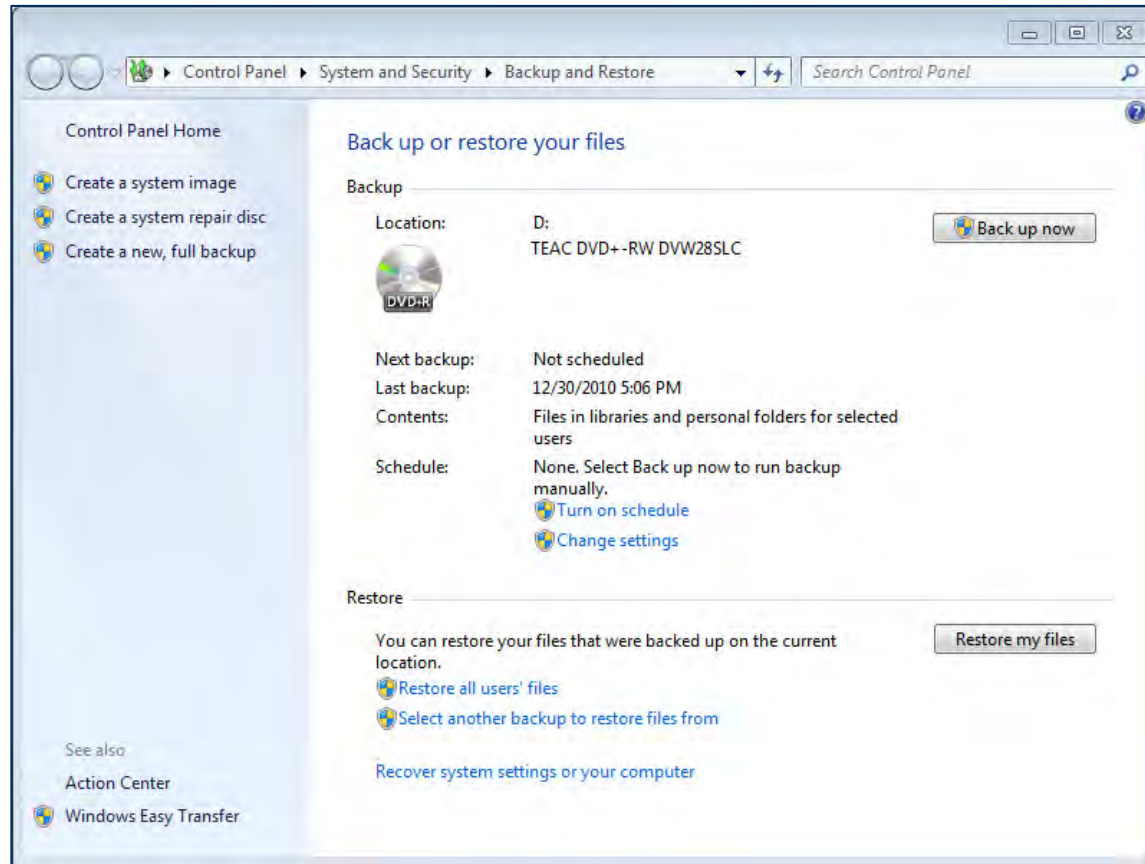 Control Panel System and Security Backup and Restore Search Control Panel
Control Panel Home
Create a system image
Create a system repair disc
Create a new, full backup
Back up or restore your files
Backup
Location: D: Back up now
TEAC DVD+-RW DVW28SLC
DVD+R
Next backup: Not scheduled
Last backup: 12/30/2010 5:06 PM
Contents: Files in libraries and personal folders for selected
users
Schedule: None. Select Back up now to run backup
manually.
Turn on schedule
Change settings
Restore
You can restore your files that were backed up on the current
location.
Restore my files
Restore all users' files
Select another backup to restore files from
Recover system settings or your computer
See also
Action Center
Windows Easy Transfer